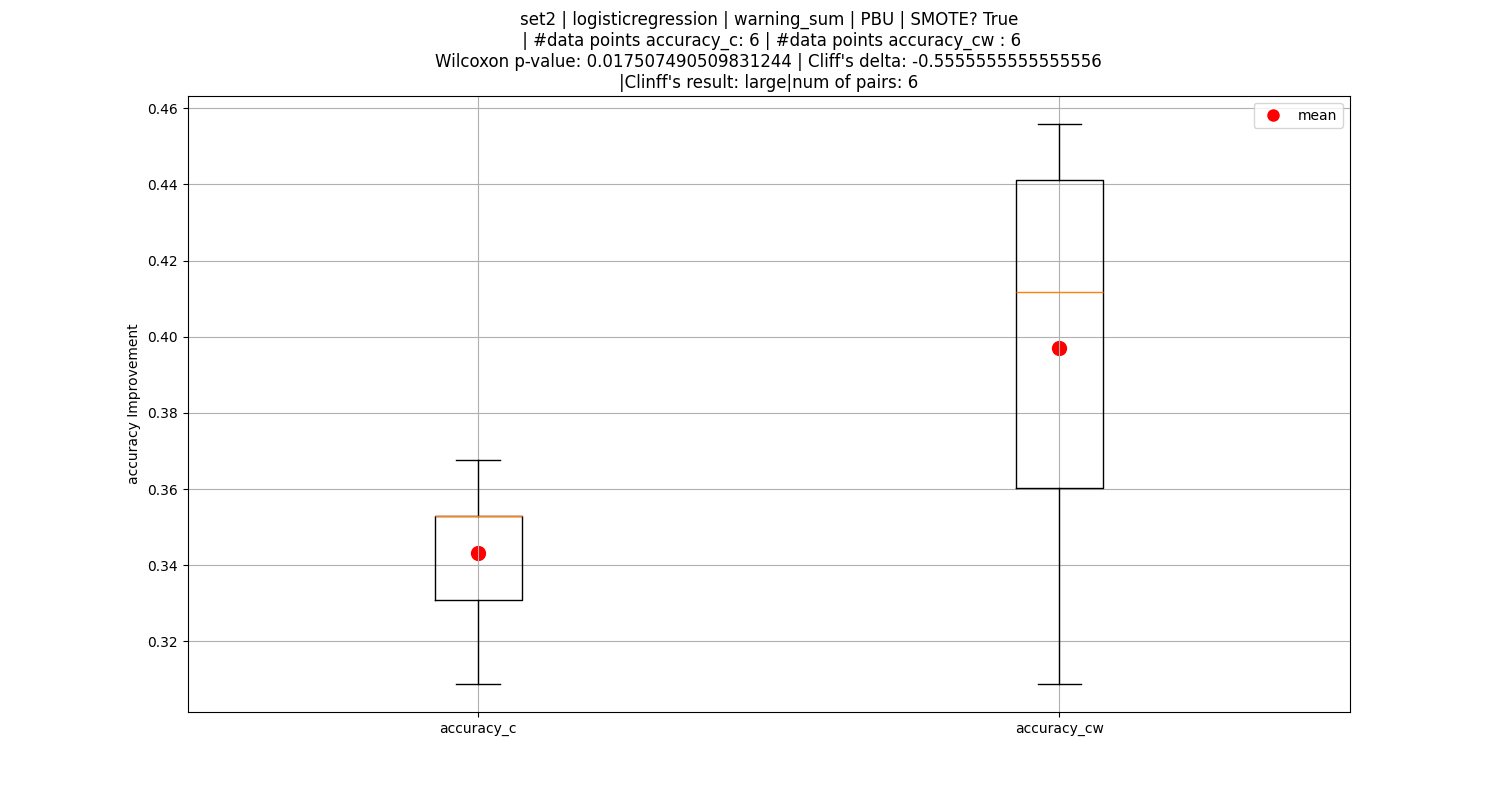 set2 | logisticregression | warning_sum | PBU | SMOTE? True
| #data points accuracy_c: 6 | #data points accuracy_cw : 6
Wilcoxon p-value: 0.017507490509831244 | Cliff's delta: -0.5555555555555556
|Clinff's result: large|num of pairs: 6
mean
accuracy Improvement
0.46
0.44
0.42
0.40
0.38
0.36
0.34
0.32
accuracy_c
accuracy_cw